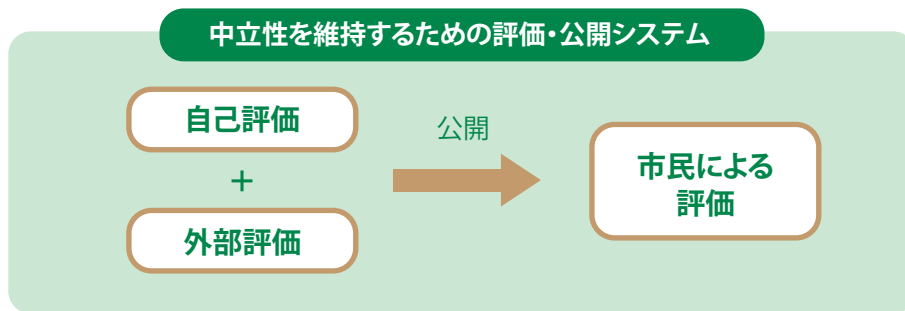 中立性を維持するための評価・公開システム
自己評価
+
外部評価
公開
市民による
評価